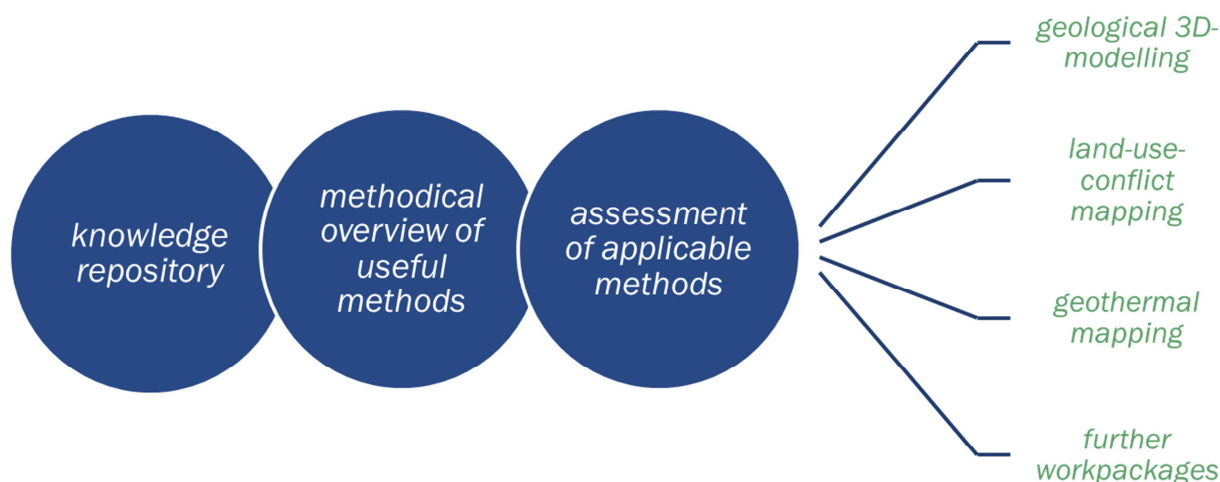 knowledge
repository
methodical
overview of
useful
methods
assessment
of applicable
methods
geological 3D-
modelling
land-use-
conflict
mapping
geothermal
mapping
further
workpackages